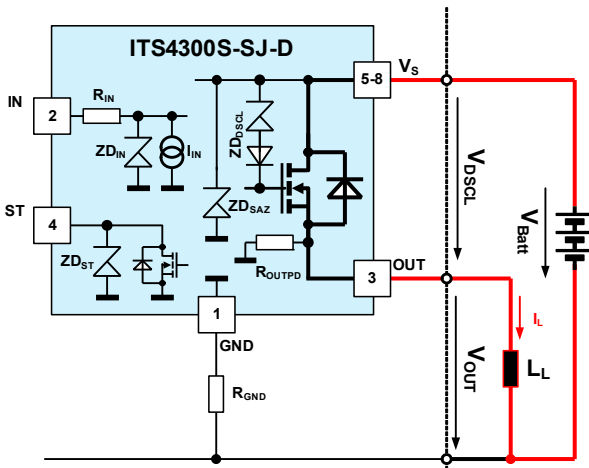 ITS4300S-SJ-D
VS
5-8
IN
2
RIN
ZDIN
IIN
ZDDSCL
ZDSAZ
ST
4
ZDST
ROUTPD
3
OUT
1
GND
RGND
VDSCL
VBatt
VOUT
IL
LL